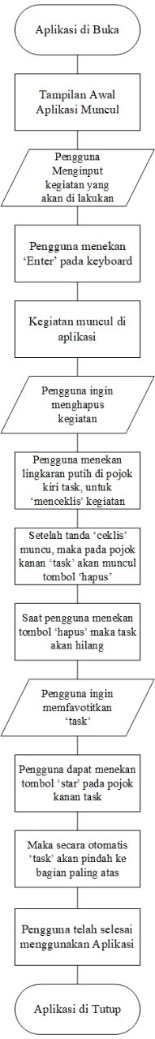 Aplikasi di Buka
Tampilan Awal
Aplikasi Muncul
Pengguna
Menginput
kegiatan yang
akan di lakukan
Pengguna menekan
‘Enter’ pada keyboard
Kegiatan muncul di
aplikasi
Pengguna ingin
menghapus
kegiatan
Pengguna menekan
lingkaran putih di pojok
kiri task, untuk
‘menceklis’ kegiatan
Setelah tanda ‘ceklis’
muncu, maka pada pojok
kanan ‘task’ akan muncul
tombol ‘hapus’
Saat pengguna menekan
tombol ‘hapus’ maka task
akan hilang
Pengguna ingin
memfavotitkan
‘task’
Pengguna dapat menekan
tombol ‘star’ pada pojok
kanan task
Maka secara otomatis
‘task’ akan pindah ke
bagian paling atas
Pengguna telah selesai
menggunakan Aplikasi
Aplikasi di Tutup